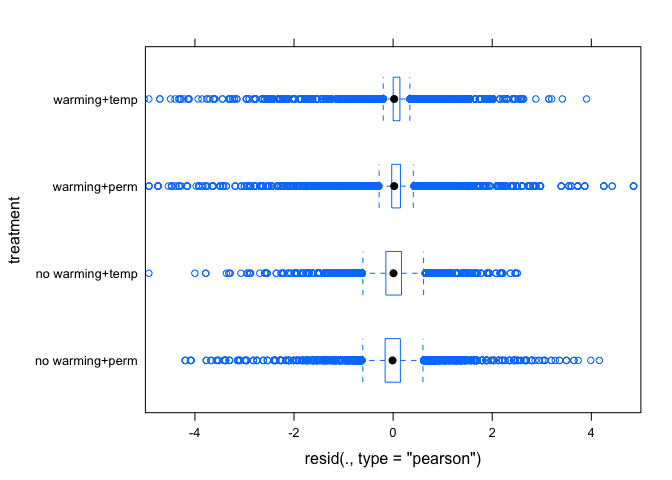 warming+temp
warming+perm
no warming+temp
no warming+perm
treatment
-4 -2 0 2 4
resid(., type = "pearson")